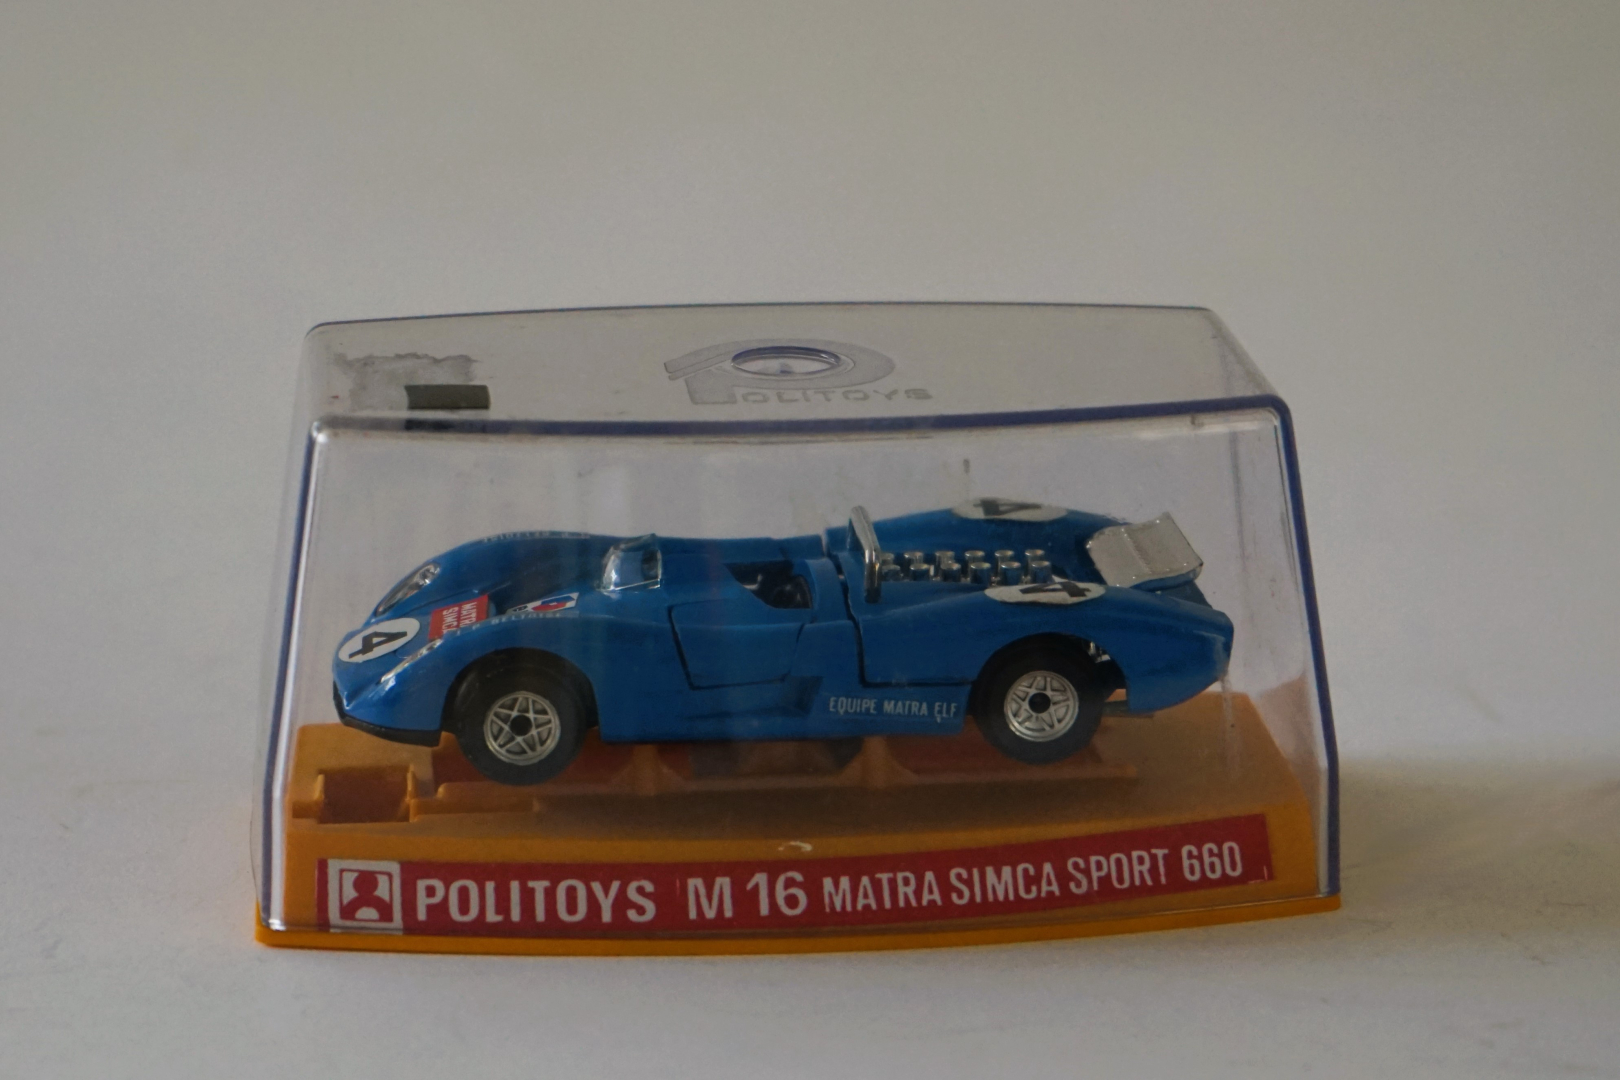 POLITOYS
4
4
4
MATRA
SIMCA
EQUIPE MATRA ELF
POLITOYS M 16 MATRA SIMCA SPORT 660